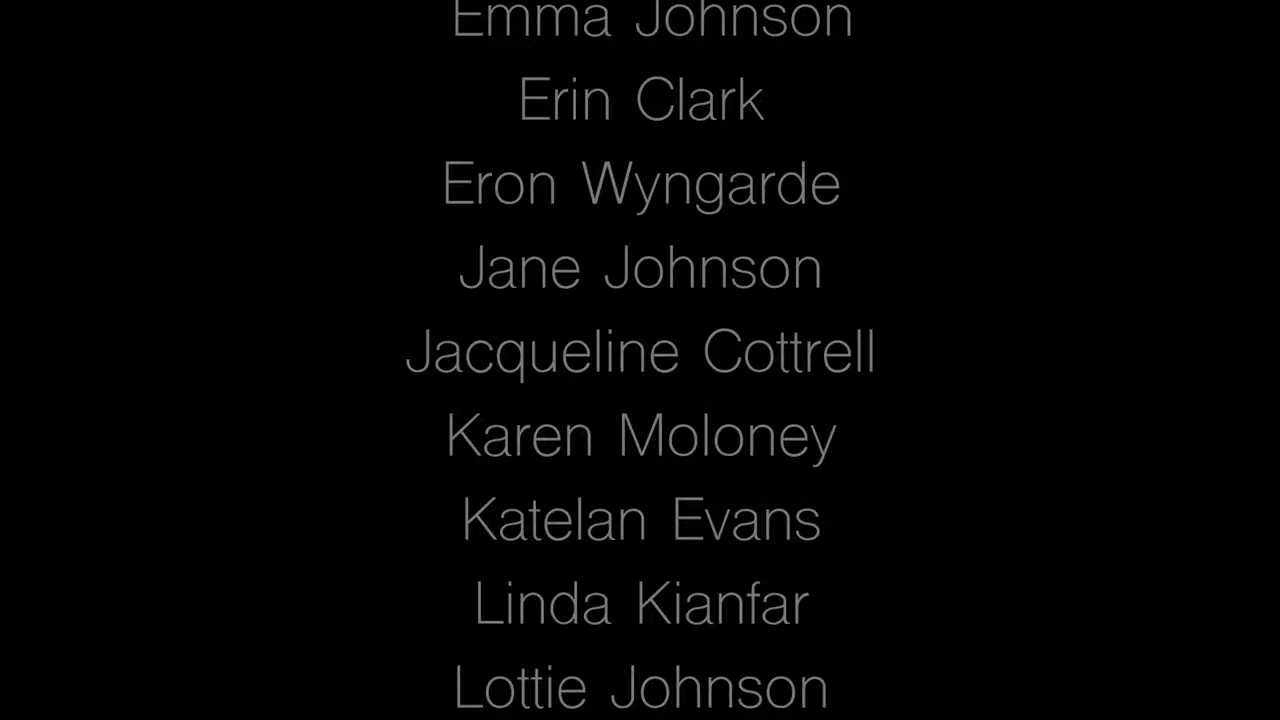 Emma Johnson
Erin Clark
Eron Wyngarde
Jane Johnson
Jacqueline Cottrell
Karen Moloney
Katelan Evans
Linda Kianfar
Lottie Johnson